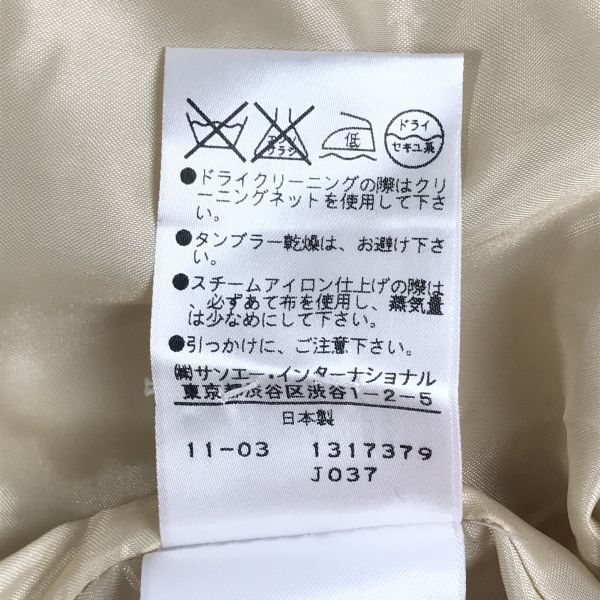 エンソ サラシ
低
ドライ
セキユ系
●ドライクリーニングの際はクリ
ーニングネットを使用して下さ
い。
●タンブラー乾燥は、お避け下さ
い。
●スチームアイロン仕上げの際は
、必ずあて布を使用し、蒸気量
は少なめにして下さい。
●引っかけに、ご注意下さい。
㈱サンエー・インターナショナル
東京都渋谷区渋谷1-2-5
日本製
11-03 1317379
J037